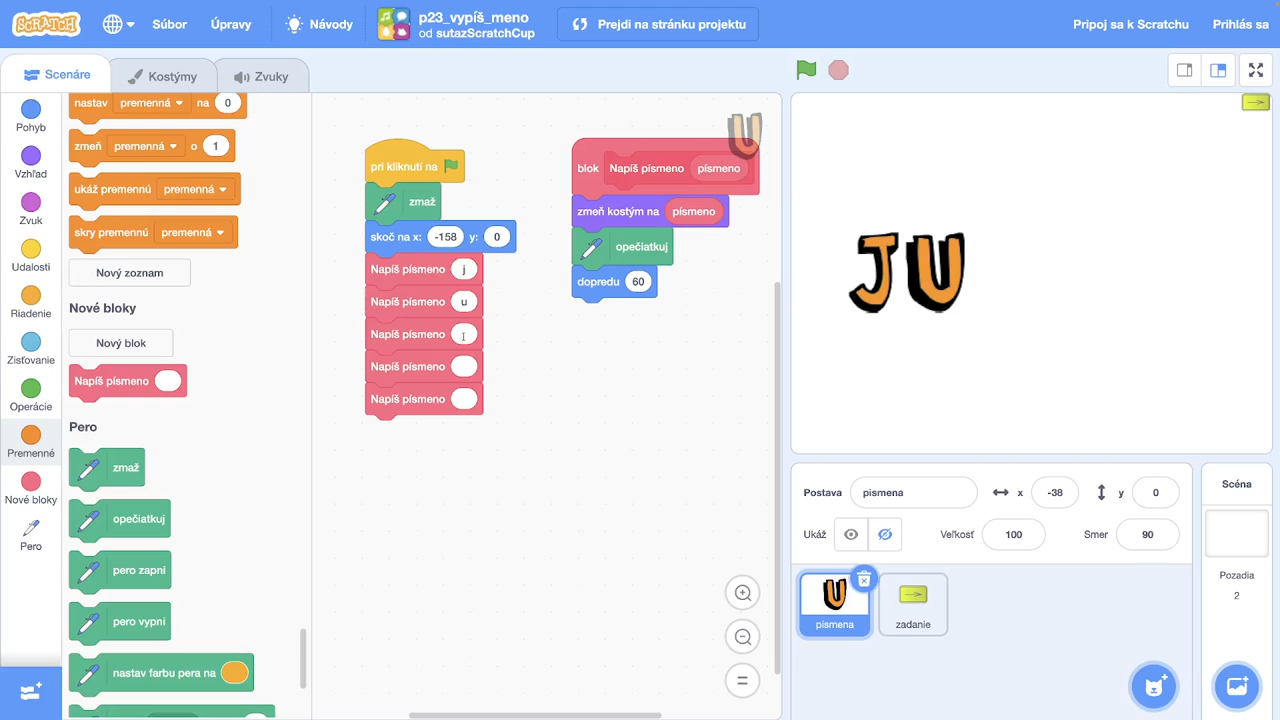 SCRATCH
Súbor
Úpravy
Návody
p23_vypíš_meno
od sutazScratchCup
Prejdi na stránku projektu
Pripoj sa k Scratchu
Prihlás sa
Scenáre
Kostýmy
Zvuky
Pohyb
Vzhľad
Zvuk
Udalosti
Riadenie
Zisťovanie
Operácie
Premenné
Nové bloky
Pero
nastav premenná na 0
zmeň premenná o 1
ukáž premennú premenná
skry premennú premenná
Nový zoznam
Nové bloky
Nový blok
Napíš písmeno
Pero
zmaž
opečiatkuj
pero zapni
pero vypni
nastav farbu pera na
pri kliknutí na
zmaž
skoč na x: -158 y: 0
Napíš písmeno j
Napíš písmeno u
Napíš písmeno
Napíš písmeno
Napíš písmeno
U
blok Napíš písmeno písmeno
zmeň kostým na písmeno
opečiatkuj
dopredu 60
JU
Postava pismena x -38 y 0
Ukáž Veľkosť 100 Smer 90
U
pismena
zadanie
Scéna
Pozadia
2